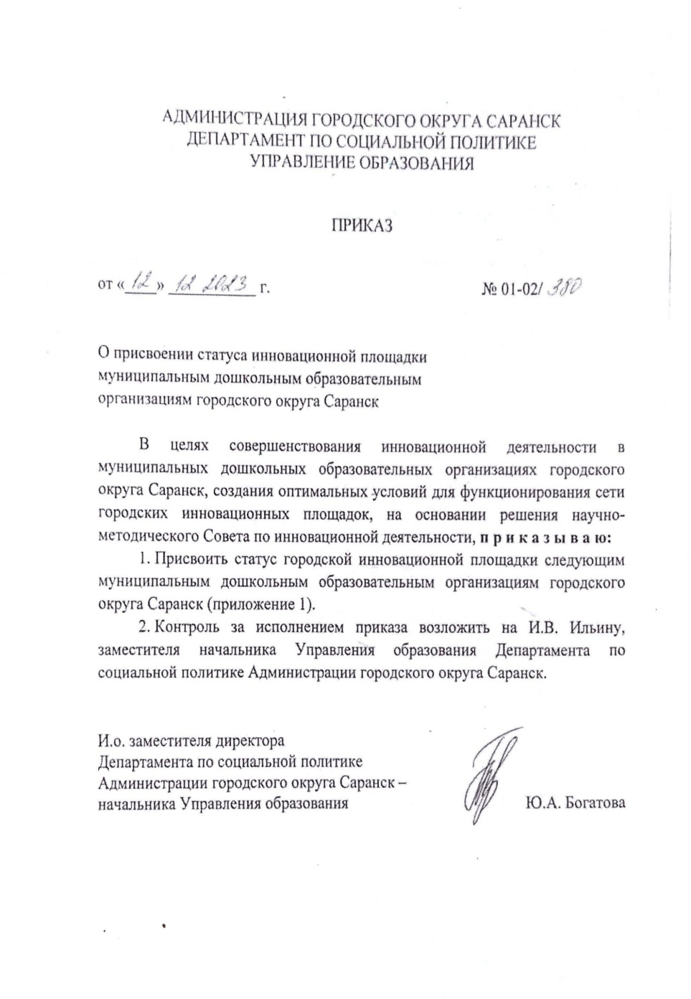 АДМИНИСТРАЦИЯ ГОРОДСКОГО ОКРУГА САРАНСК
ДЕПАРТАМЕНТ ПО СОЦИАЛЬНОЙ ПОЛИТИКЕ
УПРАВЛЕНИЕ ОБРАЗОВАНИЯ
ПРИКАЗ
от «12» 12 2023 г. № 01-02/ 380
О присвоении статуса инновационной площадки
муниципальным дошкольным образовательным
организациям городского округа Саранск
В целях совершенствования инновационной деятельности в
муниципальных дошкольных образовательных организациях городского
округа Саранск, создания оптимальных условий для функционирования сети
городских инновационных площадок, на основании решения научно-
методического Совета по инновационной деятельности, п р и к а з ы в а ю:
1. Присвоить статус городской инновационной площадки следующим
муниципальным дошкольным образовательным организациям городского
округа Саранск (приложение 1).
2. Контроль за исполнением приказа возложить на И.В. Ильину,
заместителя начальника Управления образования Департамента по
социальной политике Администрации городского округа Саранск.
И.о. заместителя директора
Департамента по социальной политике
Администрации городского округа Саранск –
начальника Управления образования Ю.А. Богатова